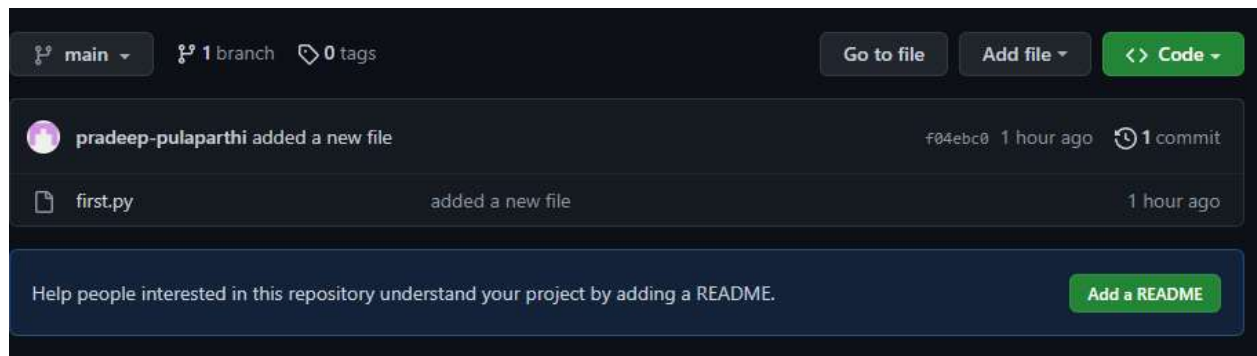 main 1 branch 0 tags Go to file Add file <> Code
pradeep-pulaparthi added a new file f04ebc0 1 hour ago 1 commit
first.py added a new file 1 hour ago
Help people interested in this repository understand your project by adding a README. Add a README